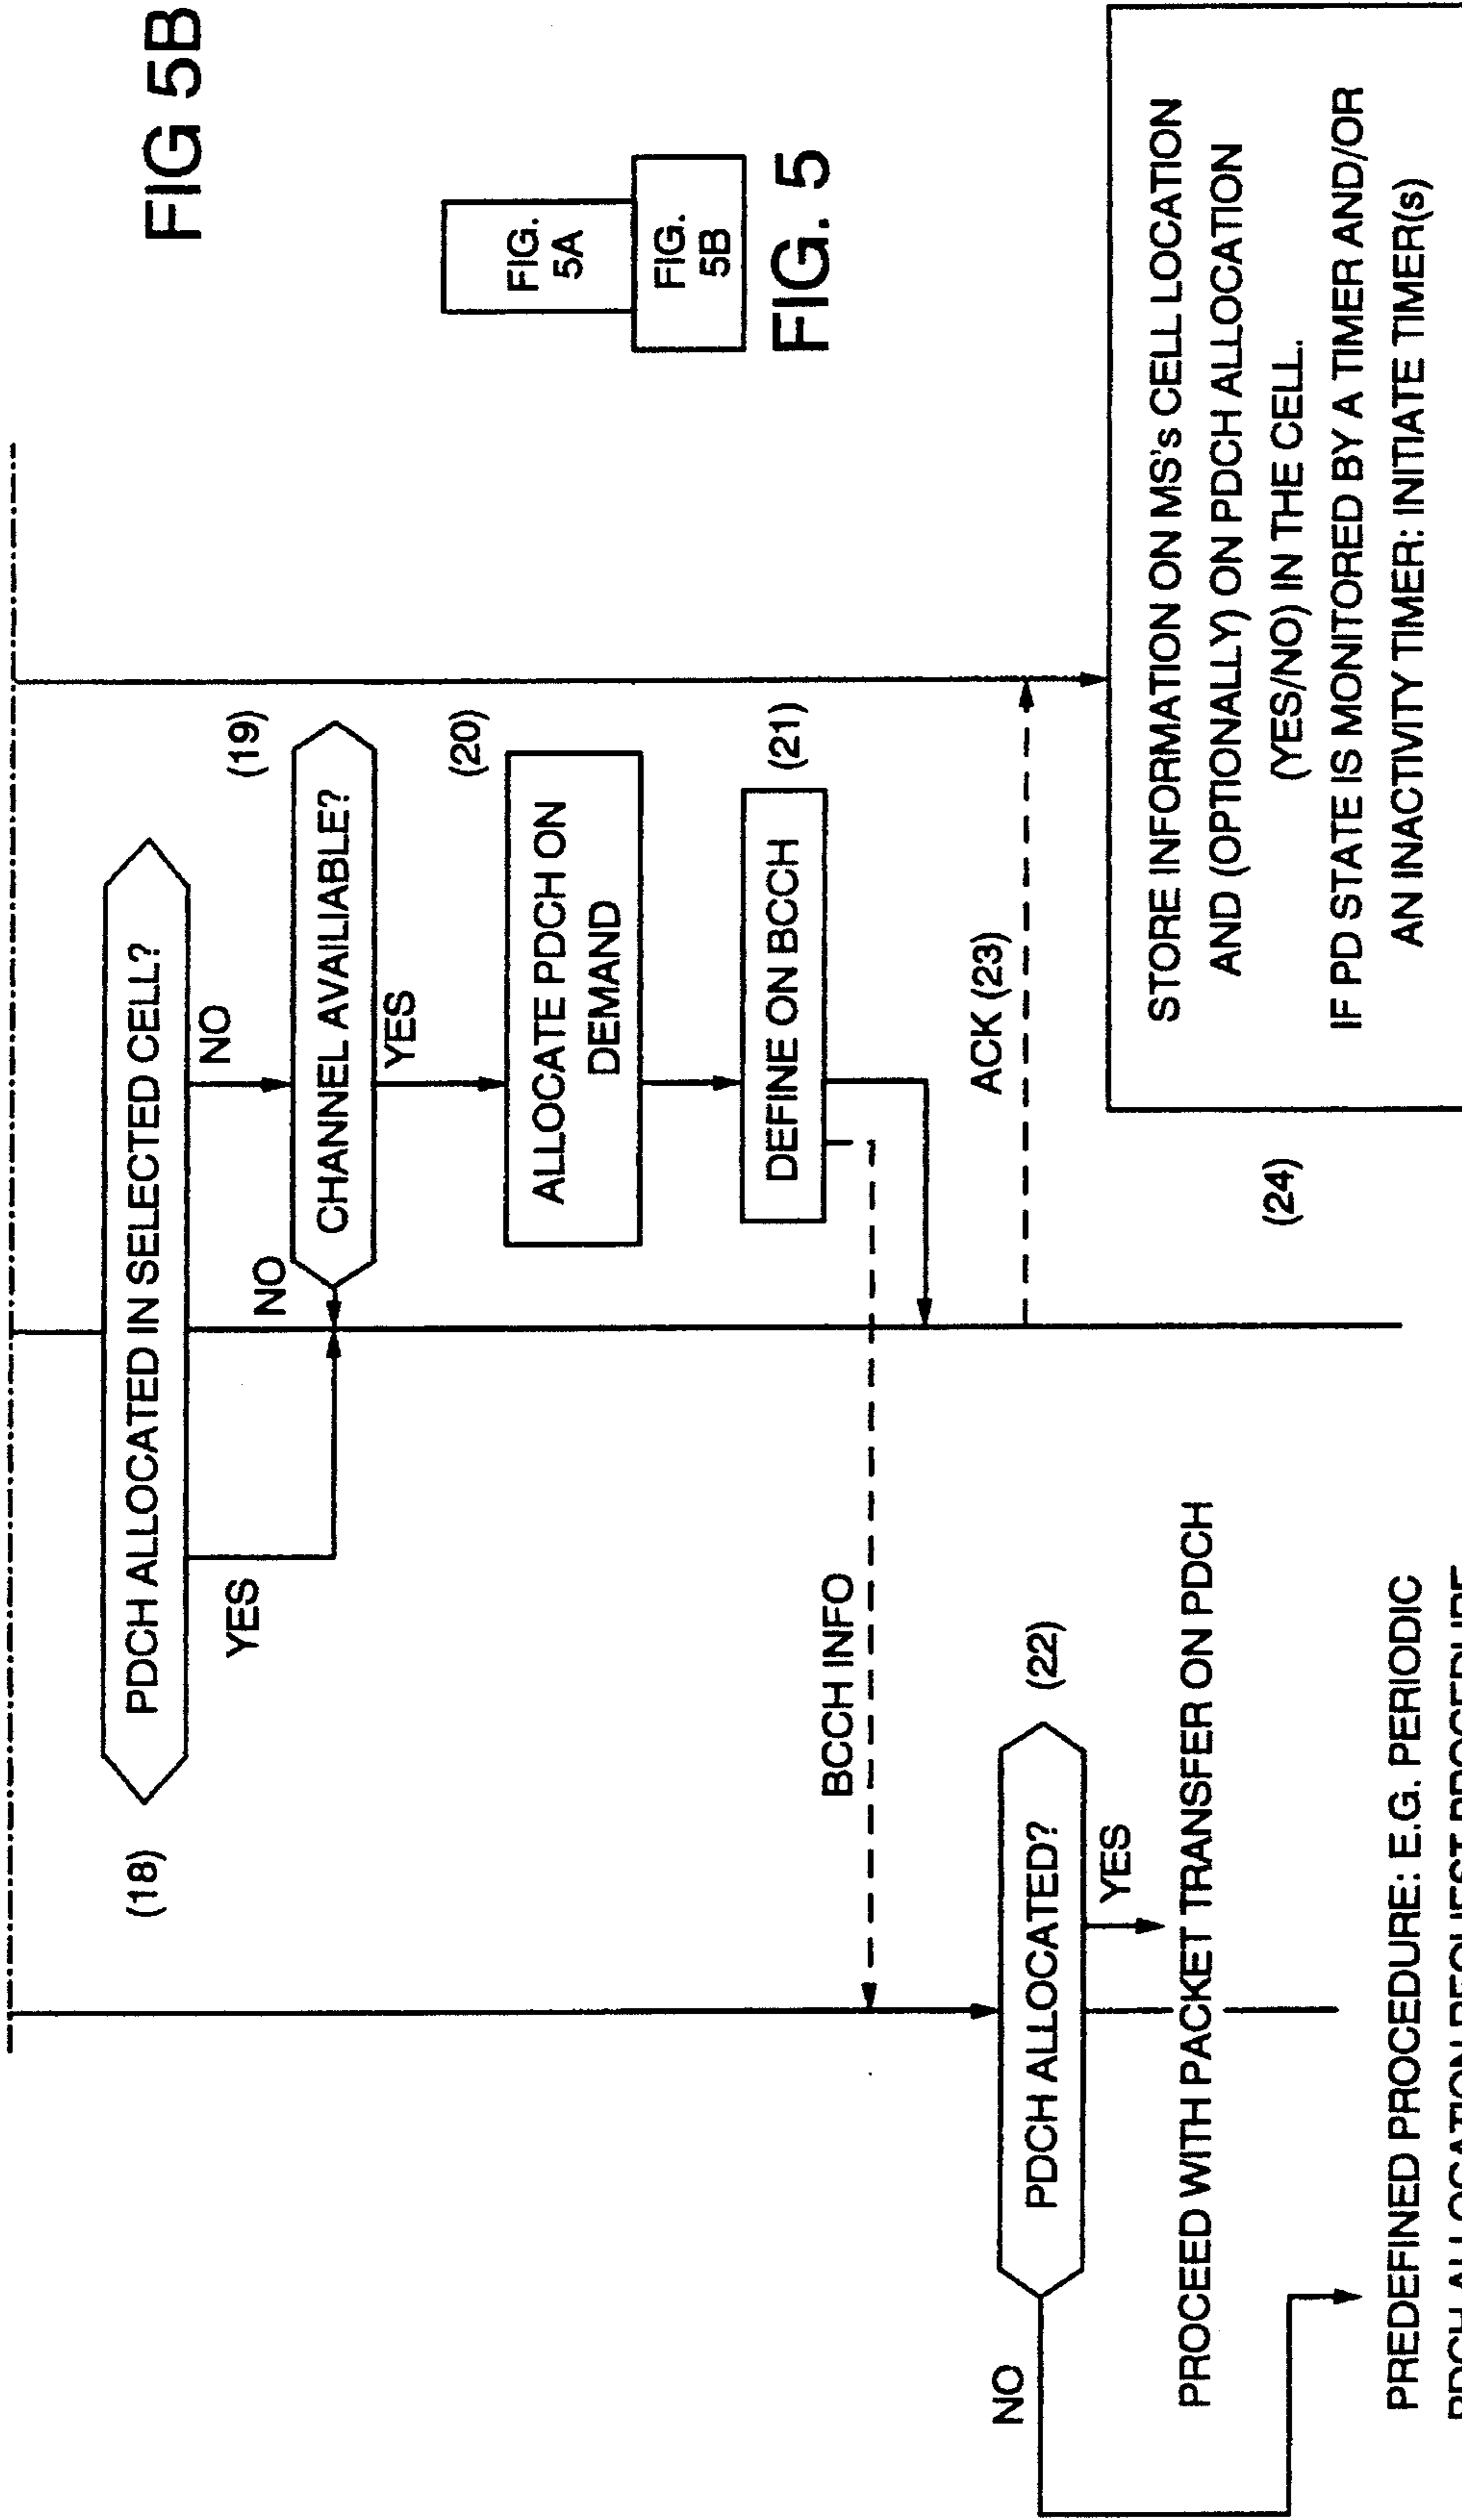 FIG 5B
(18)
PDCH ALLOCATED IN SELECTED CELL?
YES
NO
NO
(19)
CHANNEL AVAILIABLE?
YES
(20)
ALLOCATE PDCH ON
DEMAND
(21)
DEFINE ON BCCH
BCCH INFO
ACK (23)
(22)
PDCH ALLOCATED?
NO
YES
PROCEED WITH PACKET TRANSFER ON PDCH
PREDEFINED PROCEDURE: E.G. PERIODIC
PDCH ALLOCATION REQUEST PROCEDURE
(24)
STORE INFORMATION ON MS's CELL LOCATION
AND (OPTIONALLY) ON PDCH ALLOCATION
(YES/NO) IN THE CELL.
IF PD STATE IS MONITORED BY A TIMER AND/OR
AN INACTIVITY TIMER: INITIATE TIMER(s)
FIG.
5A
FIG.
5B
FIG. 5